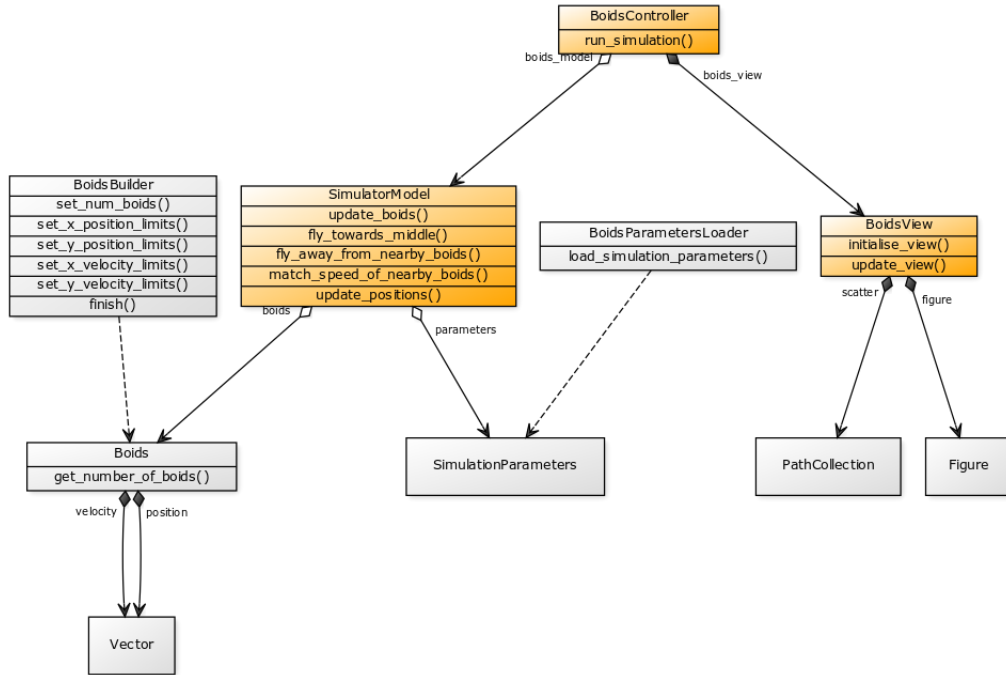 BoidsController
run_simulation()
boids_model
boids_view
BoidsBuilder
set_num_boids()
set_x_position_limits()
set_y_position_limits()
set_x_velocity_limits()
set_y_velocity_limits()
finish()
SimulatorModel
update_boids()
fly_towards_middle()
fly_away_from_nearby_boids()
match_speed_of_nearby_boids()
update_positions()
boids
parameters
BoidsParametersLoader
load_simulation_parameters()
BoidsView
initialise_view()
update_view()
scatter
figure
Boids
get_number_of_boids()
velocity
position
SimulationParameters
PathCollection
Figure
Vector